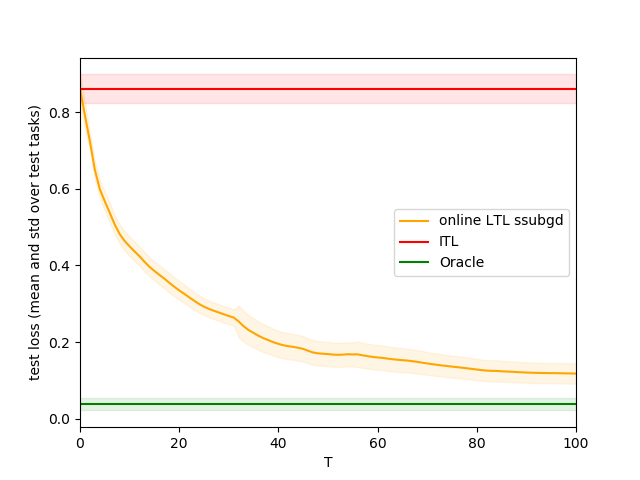 test loss (mean and std over test tasks)
0.8
0.6
0.4
0.2
0.0
online LTL ssubgd
ITL
Oracle
0 20 40 60 80 100
T